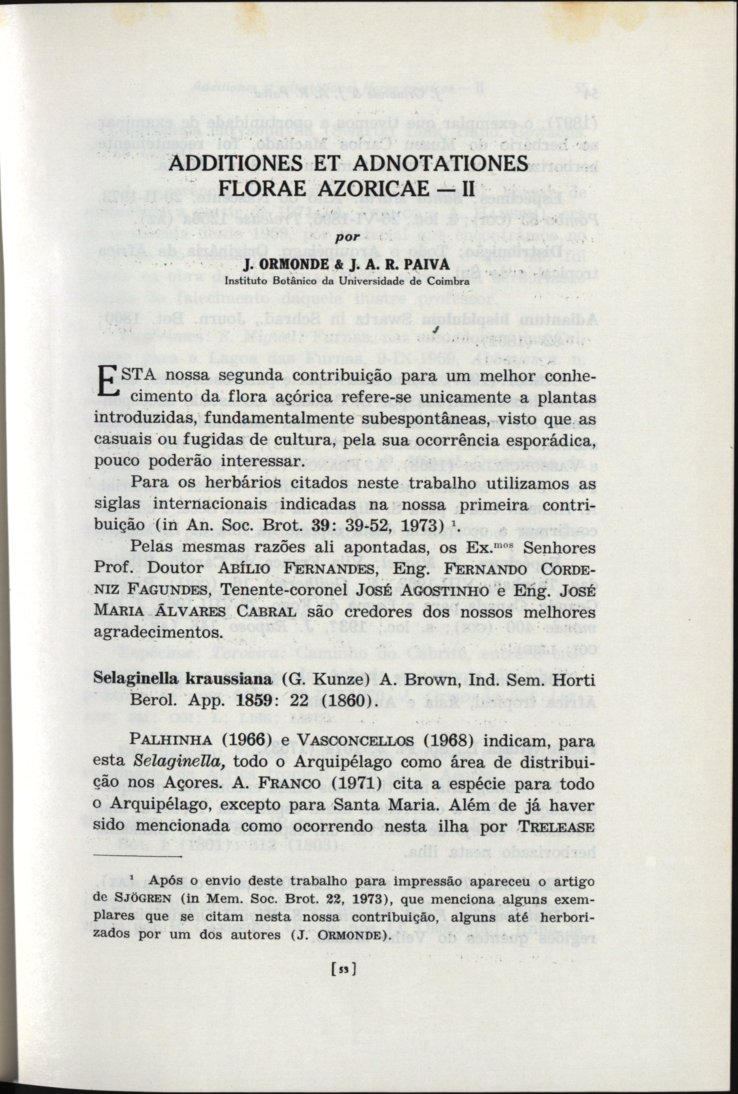 ADDITIONES ET ADNOTATIONES
FLORAE AZORICAE — II
por
J. ORMONDE & J. A. R. PAIVA
Instituto Botânico da Universidade de Coimbra
ESTA nossa segunda contribuição para um melhor conhe-
cimento da flora açórica refere-se unicamente a plantas
introduzidas, fundamentalmente subespontâneas, visto que as
casuais ou fugidas de cultura, pela sua ocorrência esporádica,
pouco poderão interessar.
Para os herbários citados neste trabalho utilizamos as
siglas internacionais indicadas na nossa primeira contri-
buição (in An. Soc. Brot. 39: 39-52, 1973) ¹.
Pelas mesmas razões ali apontadas, os Ex.mos Senhores
Prof. Doutor ABÍLIO FERNANDES, Eng. FERNANDO CORDE-
NIZ FAGUNDES, Tenente-coronel JOSÉ AGOSTINHO e Eng. JOSÉ
MARIA ÁLVARES CABRAL são credores dos nossos melhores
agradecimentos.
Selaginella kraussiana (G. Kunze) A. Brown, Ind. Sem. Horti
Berol. App. 1859: 22 (1860).
PALHINHA (1966) e VASCONCELLOS (1968) indicam, para
esta Selaginella, todo o Arquipélago como área de distribui-
ção nos Açores. A. FRANCO (1971) cita a espécie para todo
o Arquipélago, excepto para Santa Maria. Além de já haver
sido mencionada como ocorrendo nesta ilha por TRELEASE
¹ Após o envio deste trabalho para impressão apareceu o artigo
de SJÖGREN (in Mem. Soc. Brot. 22, 1973), que menciona alguns exem-
plares que se citam nesta nossa contribuição, alguns até herbori-
zados por um dos autores (J. ORMONDE).
[53]